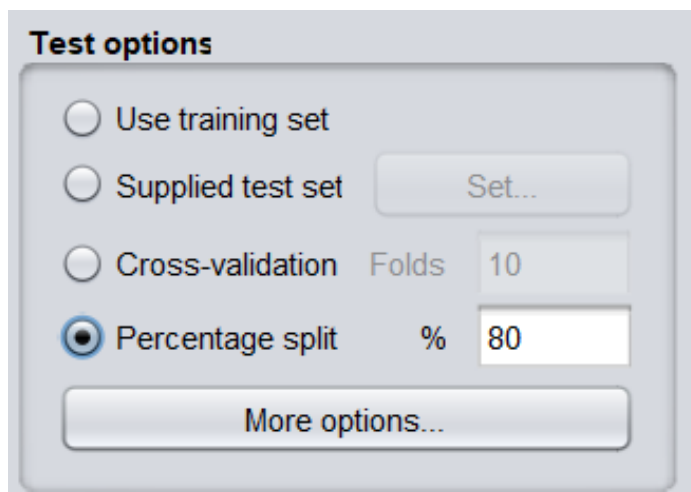 Test options
Use training set
Supplied test set Set...
Cross-validation Folds 10
Percentage split % 80
More options...